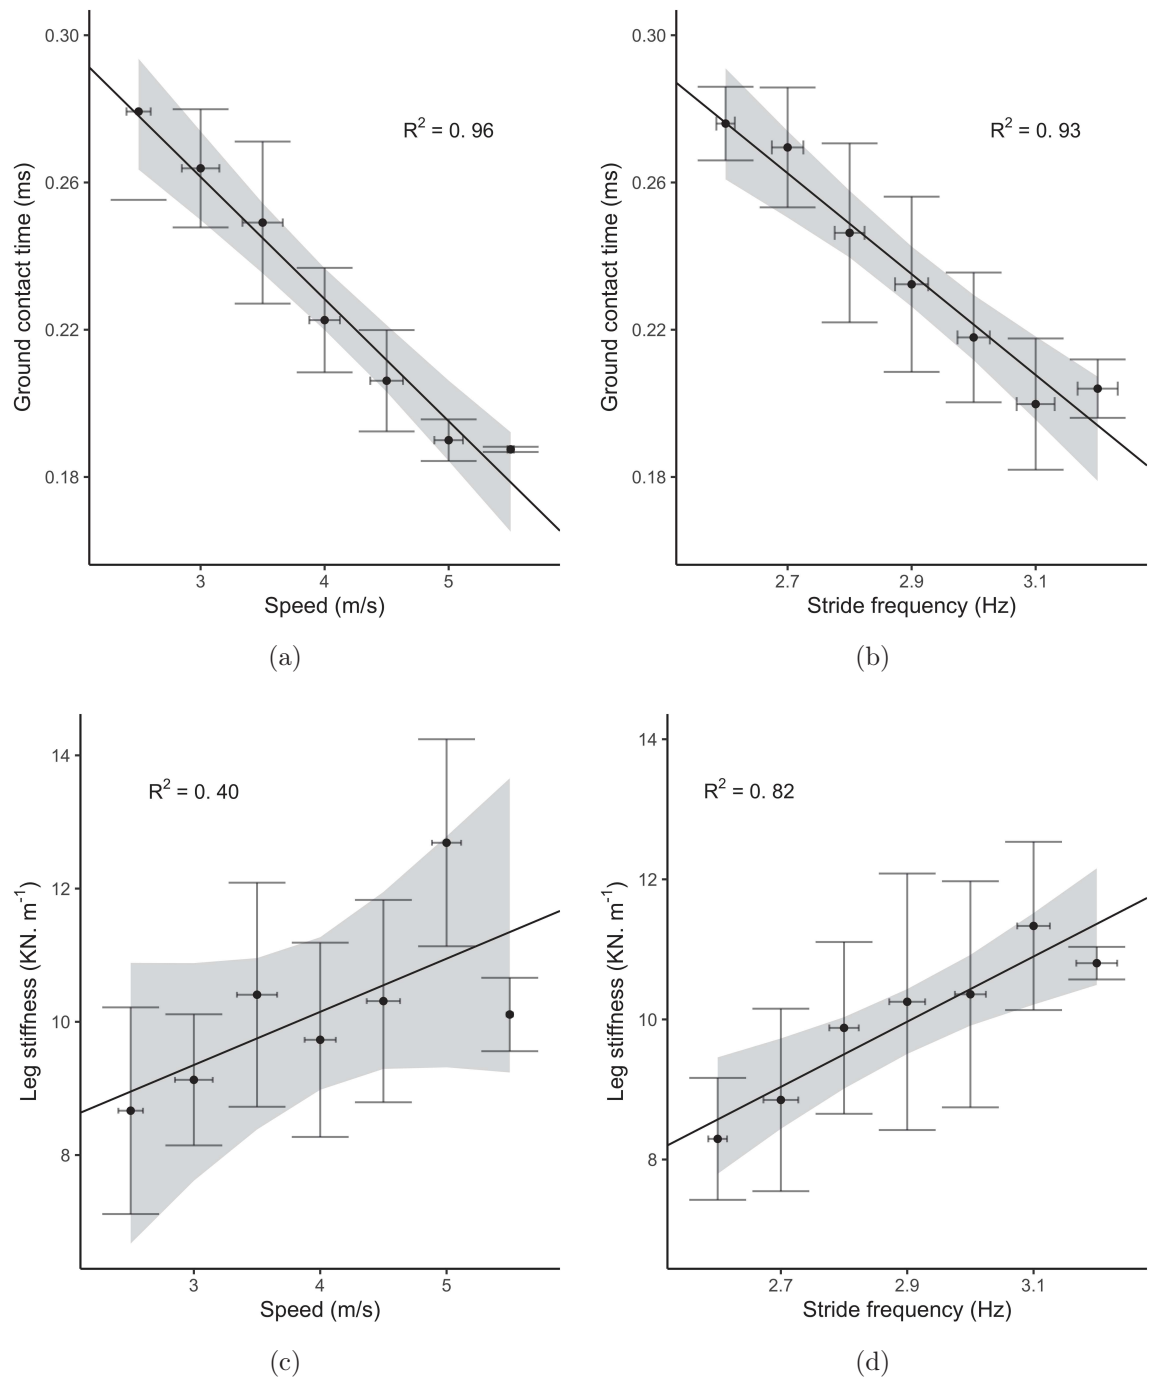 0.30
0.26
0.22
0.18
Ground contact time (ms)
R² = 0. 96
3 4 5
Speed (m/s)
(a)
0.30
0.26
0.22
0.18
Ground contact time (ms)
R² = 0. 93
2.7 2.9 3.1
Stride frequency (Hz)
(b)
14
12
10
8
Leg stiffness (KN. m⁻¹)
R² = 0. 40
3 4 5
Speed (m/s)
(c)
14
12
10
8
Leg stiffness (KN. m⁻¹)
R² = 0. 82
2.7 2.9 3.1
Stride frequency (Hz)
(d)